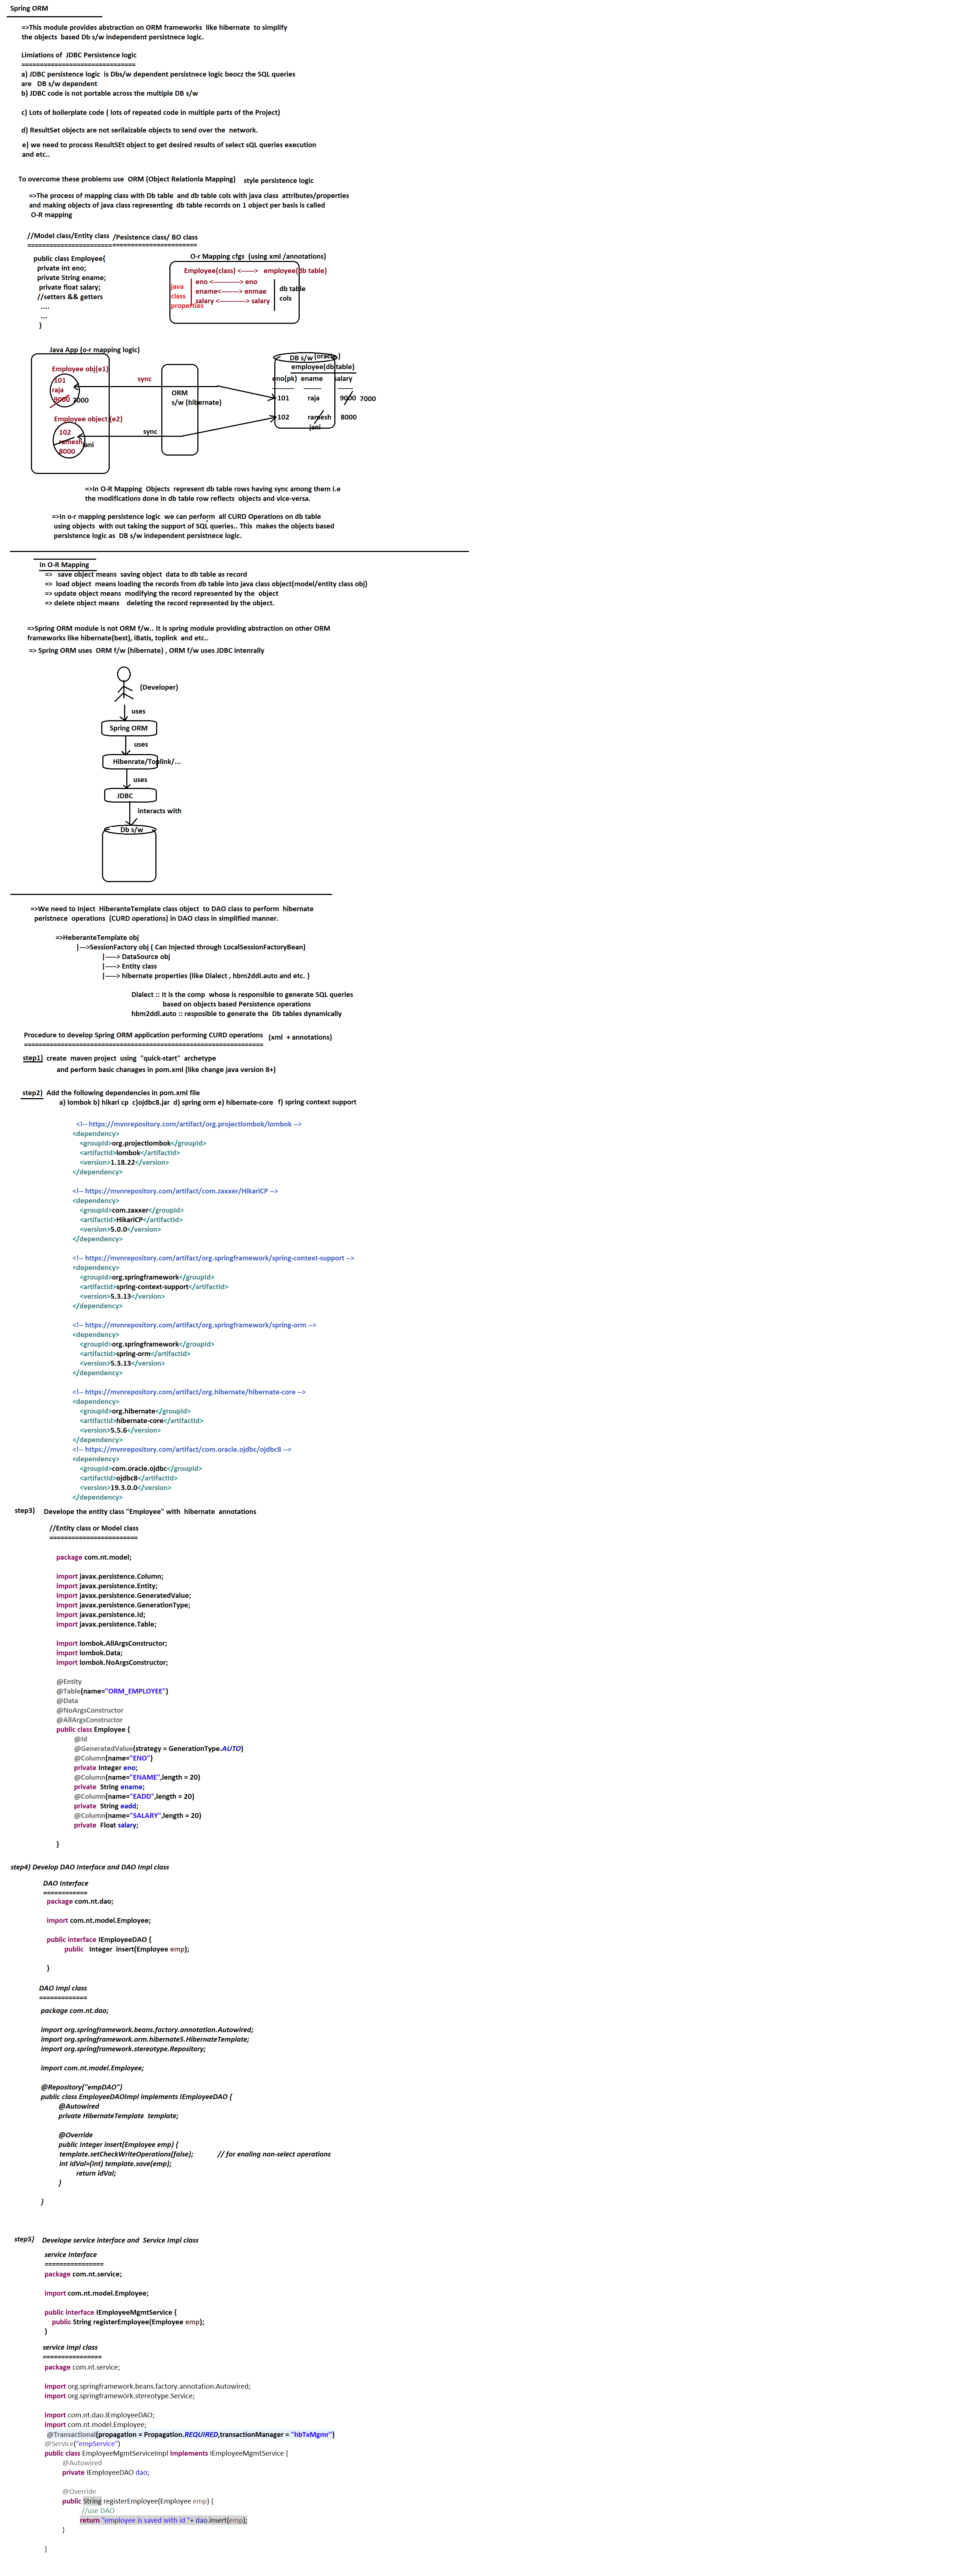 Spring ORM
=>This module provides abstraction on ORM frameworks like hibernate to simplify
the objects based Db s/w independent persistnece logic.
Limiations of JDBC Persistence logic
===============================
a) JDBC persistence logic is Dbs/w dependent persistnece logic beocz the SQL queries
are DB s/w dependent
b) JDBC code is not portable across the multiple DB s/w
c) Lots of boilerplate code ( lots of repeated code in multiple parts of the Project)
d) ResultSet objects are not serilaizable objects to send over the network.
e) we need to process ResultSEt object to get desired results of select sQL queries execution
and etc..
To overcome these problems use ORM (Object Relationla Mapping) style persistence logic
=>The process of mapping class with Db table and db table cols with java class attributes/properties
and making objects of java class representing db table recorrds on 1 object per basis is called
O-R mapping
//Model class/Entity class /Pesistence class/ BO class
==============================================
public class Employee{
private int eno;
private String ename;
private float salary;
//setters && getters
....
...
}
O-r Mapping cfgs (using xml /annotations)
Employee(class) <------> employee(db table)
java
class
properties
eno <------------> eno
ename<--------> enmae
salary <------------> salary
db table
cols
Java App (o-r mapping logic)
Employee obj(e1)
101
raja
9000 7000
Employee object (e2)
102
ramesh jani
8000
sync
sync
ORM
s/w (hibernate)
DB s/w (oracle)
employee(db table)
eno(pk) ename salary
---------- -------- -------
101 raja 9000 7000
102 ramesh 8000
jani
=>In O-R Mapping Objects represent db table rows having sync among them i.e
the modifications done in db table row reflects objects and vice-versa.
=>In o-r mapping persistence logic we can perform all CURD Operations on db table
using objects with out taking the support of SQL queries.. This makes the objects based
persistence logic as DB s/w independent persistnece logic.
In O-R Mapping
=> save object means saving object data to db table as record
=> load object means loading the records from db table into java class object(model/entity class obj)
=> update object means modifying the record represented by the object
=> delete object means deleting the record represented by the object.
=>Spring ORM module is not ORM f/w.. It is spring module providing abstraction on other ORM
frameworks like hibernate(best), iBatis, toplink and etc..
=> Spring ORM uses ORM f/w (hibernate) , ORM f/w uses JDBC intenrally
(Developer)
uses
Spring ORM
uses
Hibenrate/Toplink/...
uses
JDBC
interacts with
Db s/w
=>We need to Inject HiberanteTemplate class object to DAO class to perform hibernate
peristnece operations (CURD operations) in DAO class in simplified manner.
=>HeberanteTemplate obj
|--->SessionFactory obj ( Can Injected through LocalSessionFactoryBean)
|-----> DataSource obj
|-----> Entity class
|-----> hibernate properties (like Dialect , hbm2ddl.auto and etc. )
Dialect :: It is the comp whose is responsible to generate SQL queries
based on objects based Persistence operations
hbm2ddl.auto :: resposible to generate the Db tables dynamically
Procedure to develop Spring ORM application performing CURD operations (xml + annotations)
=================================================================
step1) create maven project using "quick-start" archetype
and perform basic chanages in pom.xml (like change java version 8+)
step2) Add the following dependencies in pom.xml file
a) lombok b) hikari cp c)ojdbc8.jar d) spring orm e) hibernate-core f) spring context support
<!-- https://mvnrepository.com/artifact/org.projectlombok/lombok -->
<dependency>
<groupId>org.projectlombok</groupId>
<artifactId>lombok</artifactId>
<version>1.18.22</version>
</dependency>
<!-- https://mvnrepository.com/artifact/com.zaxxer/HikariCP -->
<dependency>
<groupId>com.zaxxer</groupId>
<artifactId>HikariCP</artifactId>
<version>5.0.0</version>
</dependency>
<!-- https://mvnrepository.com/artifact/org.springframework/spring-context-support -->
<dependency>
<groupId>org.springframework</groupId>
<artifactId>spring-context-support</artifactId>
<version>5.3.13</version>
</dependency>
<!-- https://mvnrepository.com/artifact/org.springframework/spring-orm -->
<dependency>
<groupId>org.springframework</groupId>
<artifactId>spring-orm</artifactId>
<version>5.3.13</version>
</dependency>
<!-- https://mvnrepository.com/artifact/org.hibernate/hibernate-core -->
<dependency>
<groupId>org.hibernate</groupId>
<artifactId>hibernate-core</artifactId>
<version>5.5.6</version>
</dependency>
<!-- https://mvnrepository.com/artifact/com.oracle.ojdbc/ojdbc8 -->
<dependency>
<groupId>com.oracle.ojdbc</groupId>
<artifactId>ojdbc8</artifactId>
<version>19.3.0.0</version>
</dependency>
step3) Develope the entity class "Employee" with hibernate annotations
//Entity class or Model class
========================
package com.nt.model;
import javax.persistence.Column;
import javax.persistence.Entity;
import javax.persistence.GeneratedValue;
import javax.persistence.GenerationType;
import javax.persistence.Id;
import javax.persistence.Table;
import lombok.AllArgsConstructor;
import lombok.Data;
import lombok.NoArgsConstructor;
@Entity
@Table(name="ORM_EMPLOYEE")
@Data
@NoArgsConstructor
@AllArgsConstructor
public class Employee {
@Id
@GeneratedValue(strategy = GenerationType.AUTO)
@Column(name="ENO")
private Integer eno;
@Column(name="ENAME",length = 20)
private String ename;
@Column(name="EADD",length = 20)
private String eadd;
@Column(name="SALARY",length = 20)
private Float salary;
}
step4) Develop DAO Interface and DAO Impl class
DAO Interface
============
package com.nt.dao;
import com.nt.model.Employee;
public interface IEmployeeDAO {
public Integer insert(Employee emp);
}
DAO Impl class
=============
package com.nt.dao;
import org.springframework.beans.factory.annotation.Autowired;
import org.springframework.orm.hibernate5.HibernateTemplate;
import org.springframework.stereotype.Repository;
import com.nt.model.Employee;
@Repository("empDAO")
public class EmployeeDAOImpl implements IEmployeeDAO {
@Autowired
private HibernateTemplate template;
@Override
public Integer insert(Employee emp) {
template.setCheckWriteOperations(false); // for enaling non-select operations
int idVal=(int) template.save(emp);
return idVal;
}
}
step5) Develope service interface and Service Impl class
service Interface
================
package com.nt.service;
import com.nt.model.Employee;
public interface IEmployeeMgmtService {
public String registerEmployee(Employee emp);
}
service Impl class
================
package com.nt.service;
import org.springframework.beans.factory.annotation.Autowired;
import org.springframework.stereotype.Service;
import com.nt.dao.IEmployeeDAO;
import com.nt.model.Employee;
@Transactional(propagation = Propagation.REQUIRED,transactionManager = "hbTxMgmr")
@Service("empService")
public class EmployeeMgmtServiceImpl implements IEmployeeMgmtService {
@Autowired
private IEmployeeDAO dao;
@Override
public String registerEmployee(Employee emp) {
//use DAO
return "employee is saved with id "+ dao.insert(emp);
}
}